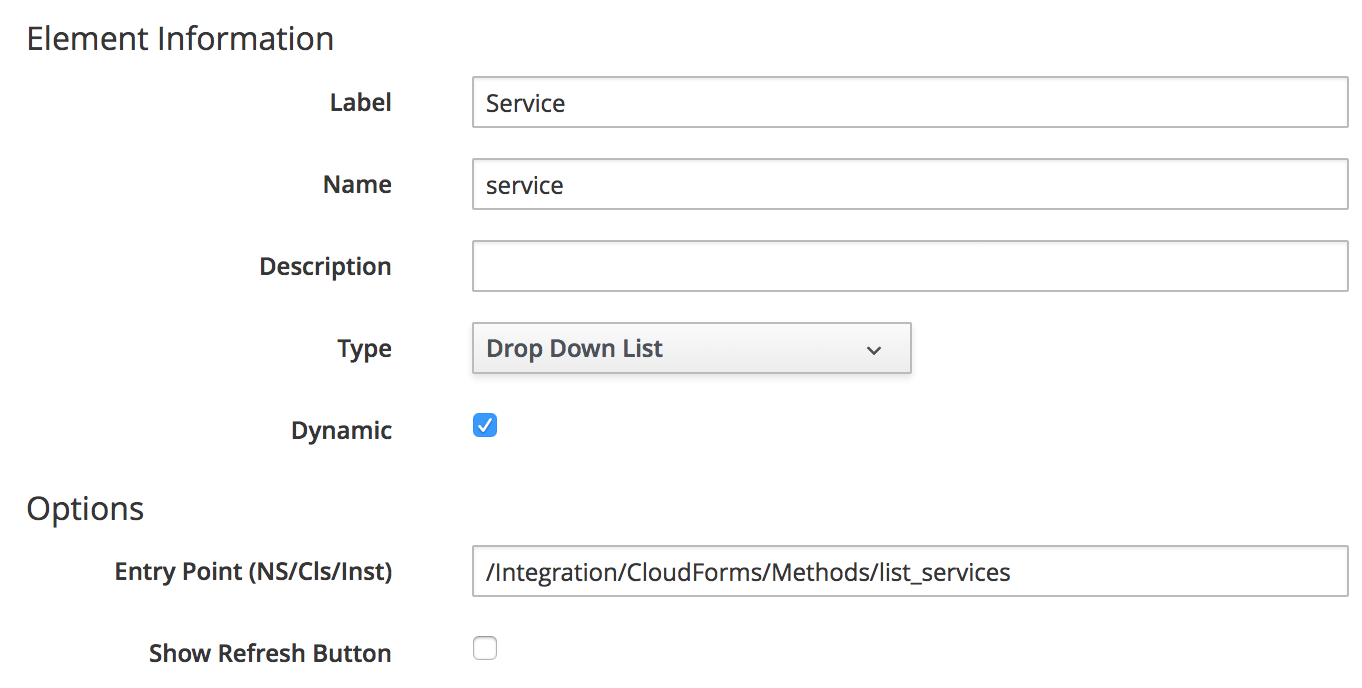 Element Information
Label Service
Name service
Description
Type Drop Down List
Dynamic
Options
Entry Point (NS/Cls/Inst) /Integration/CloudForms/Methods/list_services
Show Refresh Button